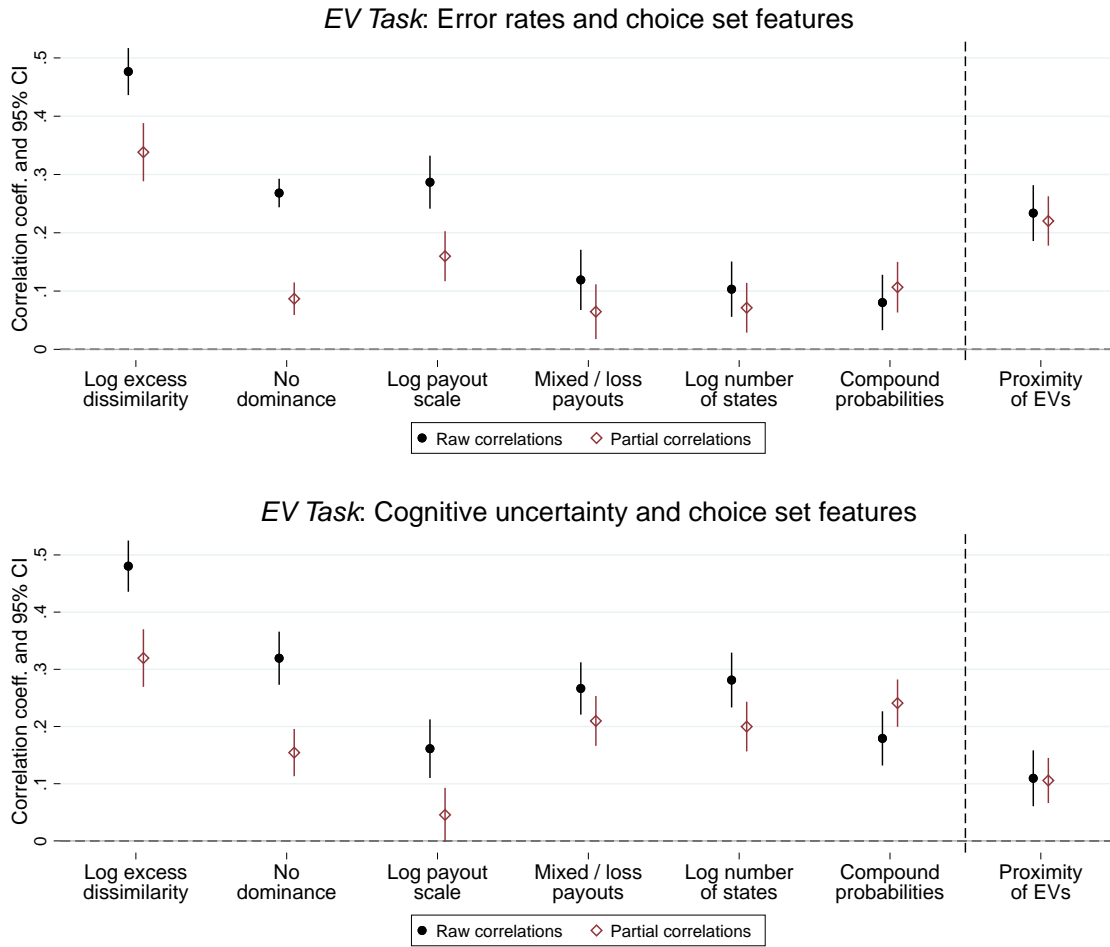 EV Task: Error rates and choice set features
Correlation coeff. and 95% CI
.5
.4
.3
.2
.1
0
Log excess
dissimilarity
No
dominance
Log payout
scale
Mixed / loss
payouts
Log number
of states
Compound
probabilities
Proximity
of EVs
Raw correlations
Partial correlations
EV Task: Cognitive uncertainty and choice set features
Correlation coeff. and 95% CI
.5
.4
.3
.2
.1
0
Log excess
dissimilarity
No
dominance
Log payout
scale
Mixed / loss
payouts
Log number
of states
Compound
probabilities
Proximity
of EVs
Raw correlations
Partial correlations